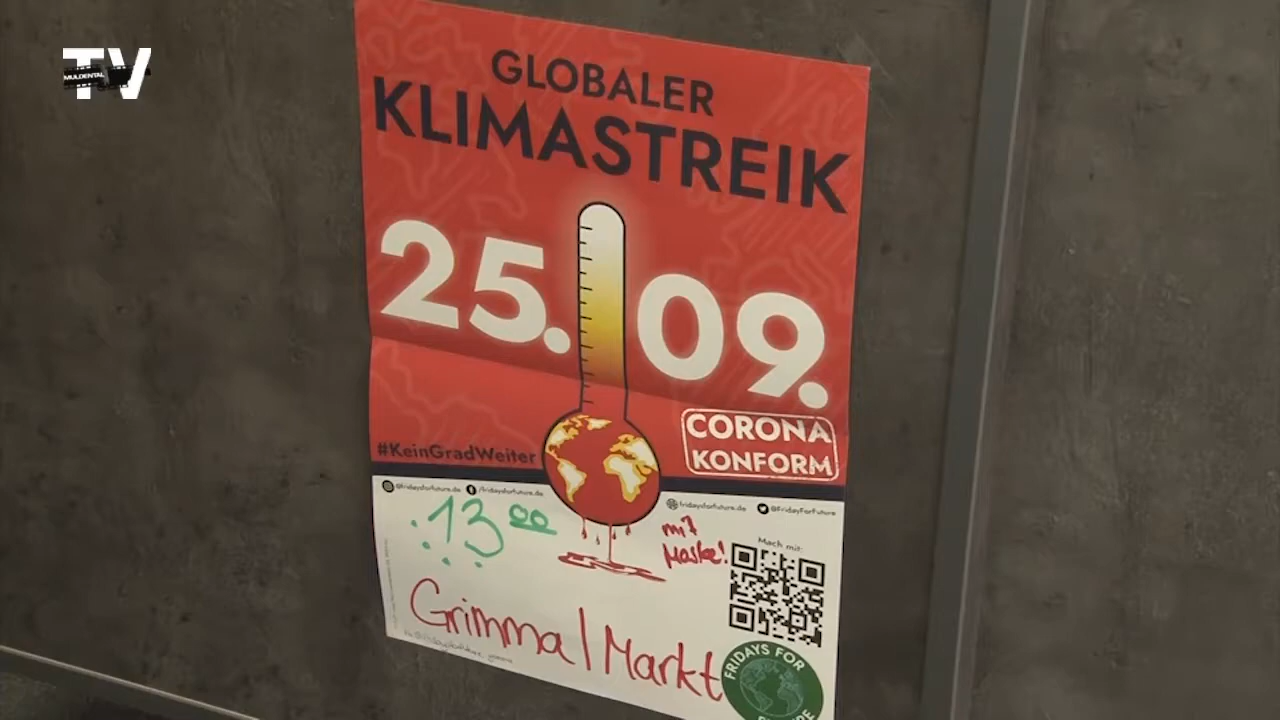 TV
MULDENTAL
GLOBALER
KLIMASTREIK
25. 09.
CORONA
KONFORM
#KeinGradWeiter
@fridaysforfuture.de /fridaysforfuture.de fridaysforfuture.de @FridayForFuture
13 00
mit
Maske!
Mach mit:
Grimma | Markt
FRIDAYS FOR